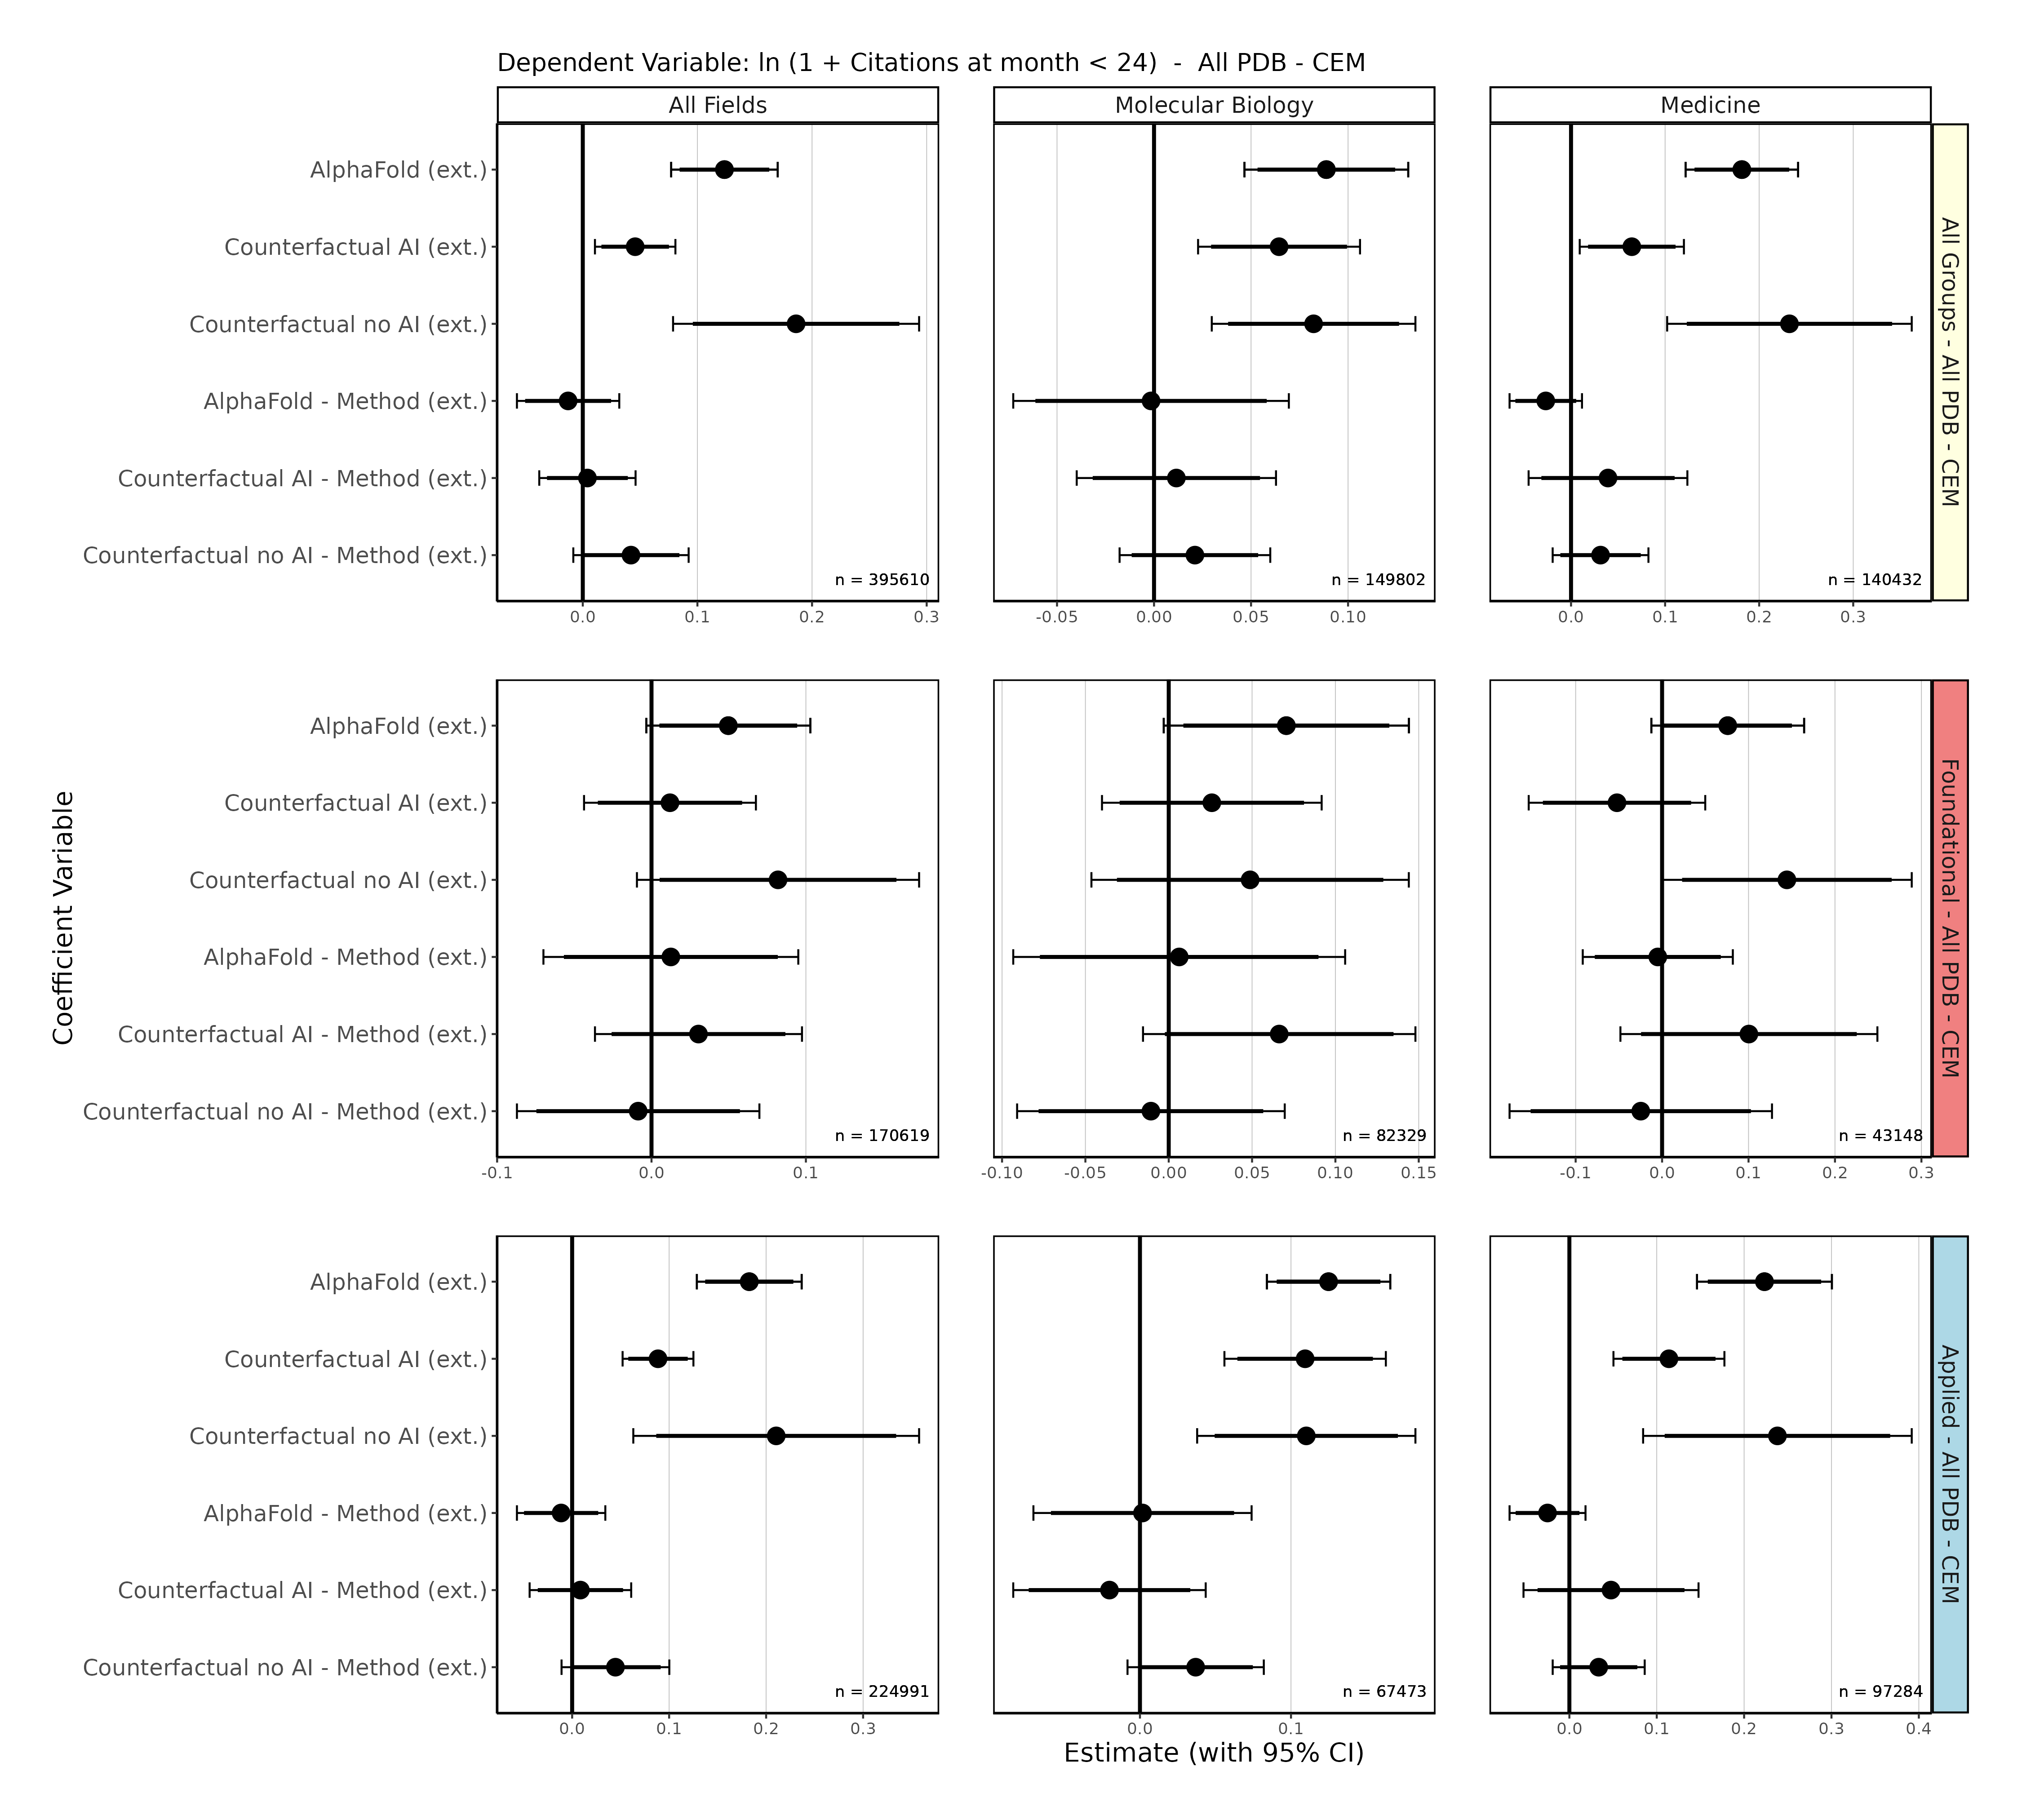 Dependent Variable: ln (1 + Citations at month < 24)  -  All PDB - CEM
All Fields
Molecular Biology
Medicine
AlphaFold (ext.)
Counterfactual AI (ext.)
Counterfactual no AI (ext.)
AlphaFold - Method (ext.)
Counterfactual AI - Method (ext.)
Counterfactual no AI - Method (ext.)
n = 395610
n = 149802
n = 140432
0.0 0.1 0.2 0.3
-0.05 0.00 0.05 0.10
0.0 0.1 0.2 0.3
All Groups - All PDB - CEM
Coefficient Variable
AlphaFold (ext.)
Counterfactual AI (ext.)
Counterfactual no AI (ext.)
AlphaFold - Method (ext.)
Counterfactual AI - Method (ext.)
Counterfactual no AI - Method (ext.)
n = 170619
n = 82329
n = 43148
-0.1 0.0 0.1
-0.10 -0.05 0.00 0.05 0.10 0.15
-0.1 0.0 0.1 0.2 0.3
Foundational - All PDB - CEM
AlphaFold (ext.)
Counterfactual AI (ext.)
Counterfactual no AI (ext.)
AlphaFold - Method (ext.)
Counterfactual AI - Method (ext.)
Counterfactual no AI - Method (ext.)
n = 224991
n = 67473
n = 97284
0.0 0.1 0.2 0.3
0.0 0.1
0.0 0.1 0.2 0.3 0.4
Applied - All PDB - CEM
Estimate (with 95% CI)